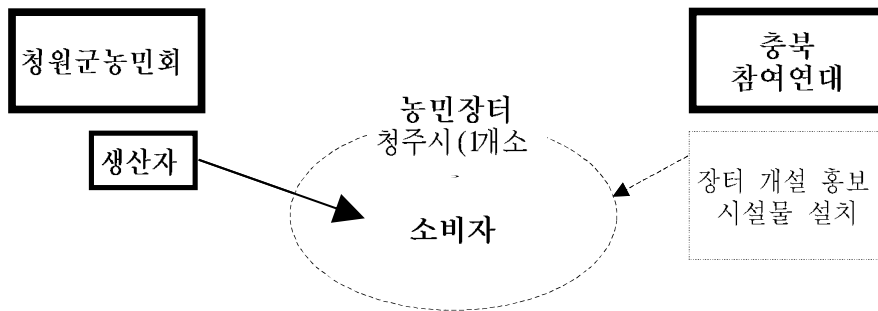 청원군농민회
충북
참여연대
농민장터
청주시(1개소
>
생산자
장터 개설 홍보
시설물 설치
소비자